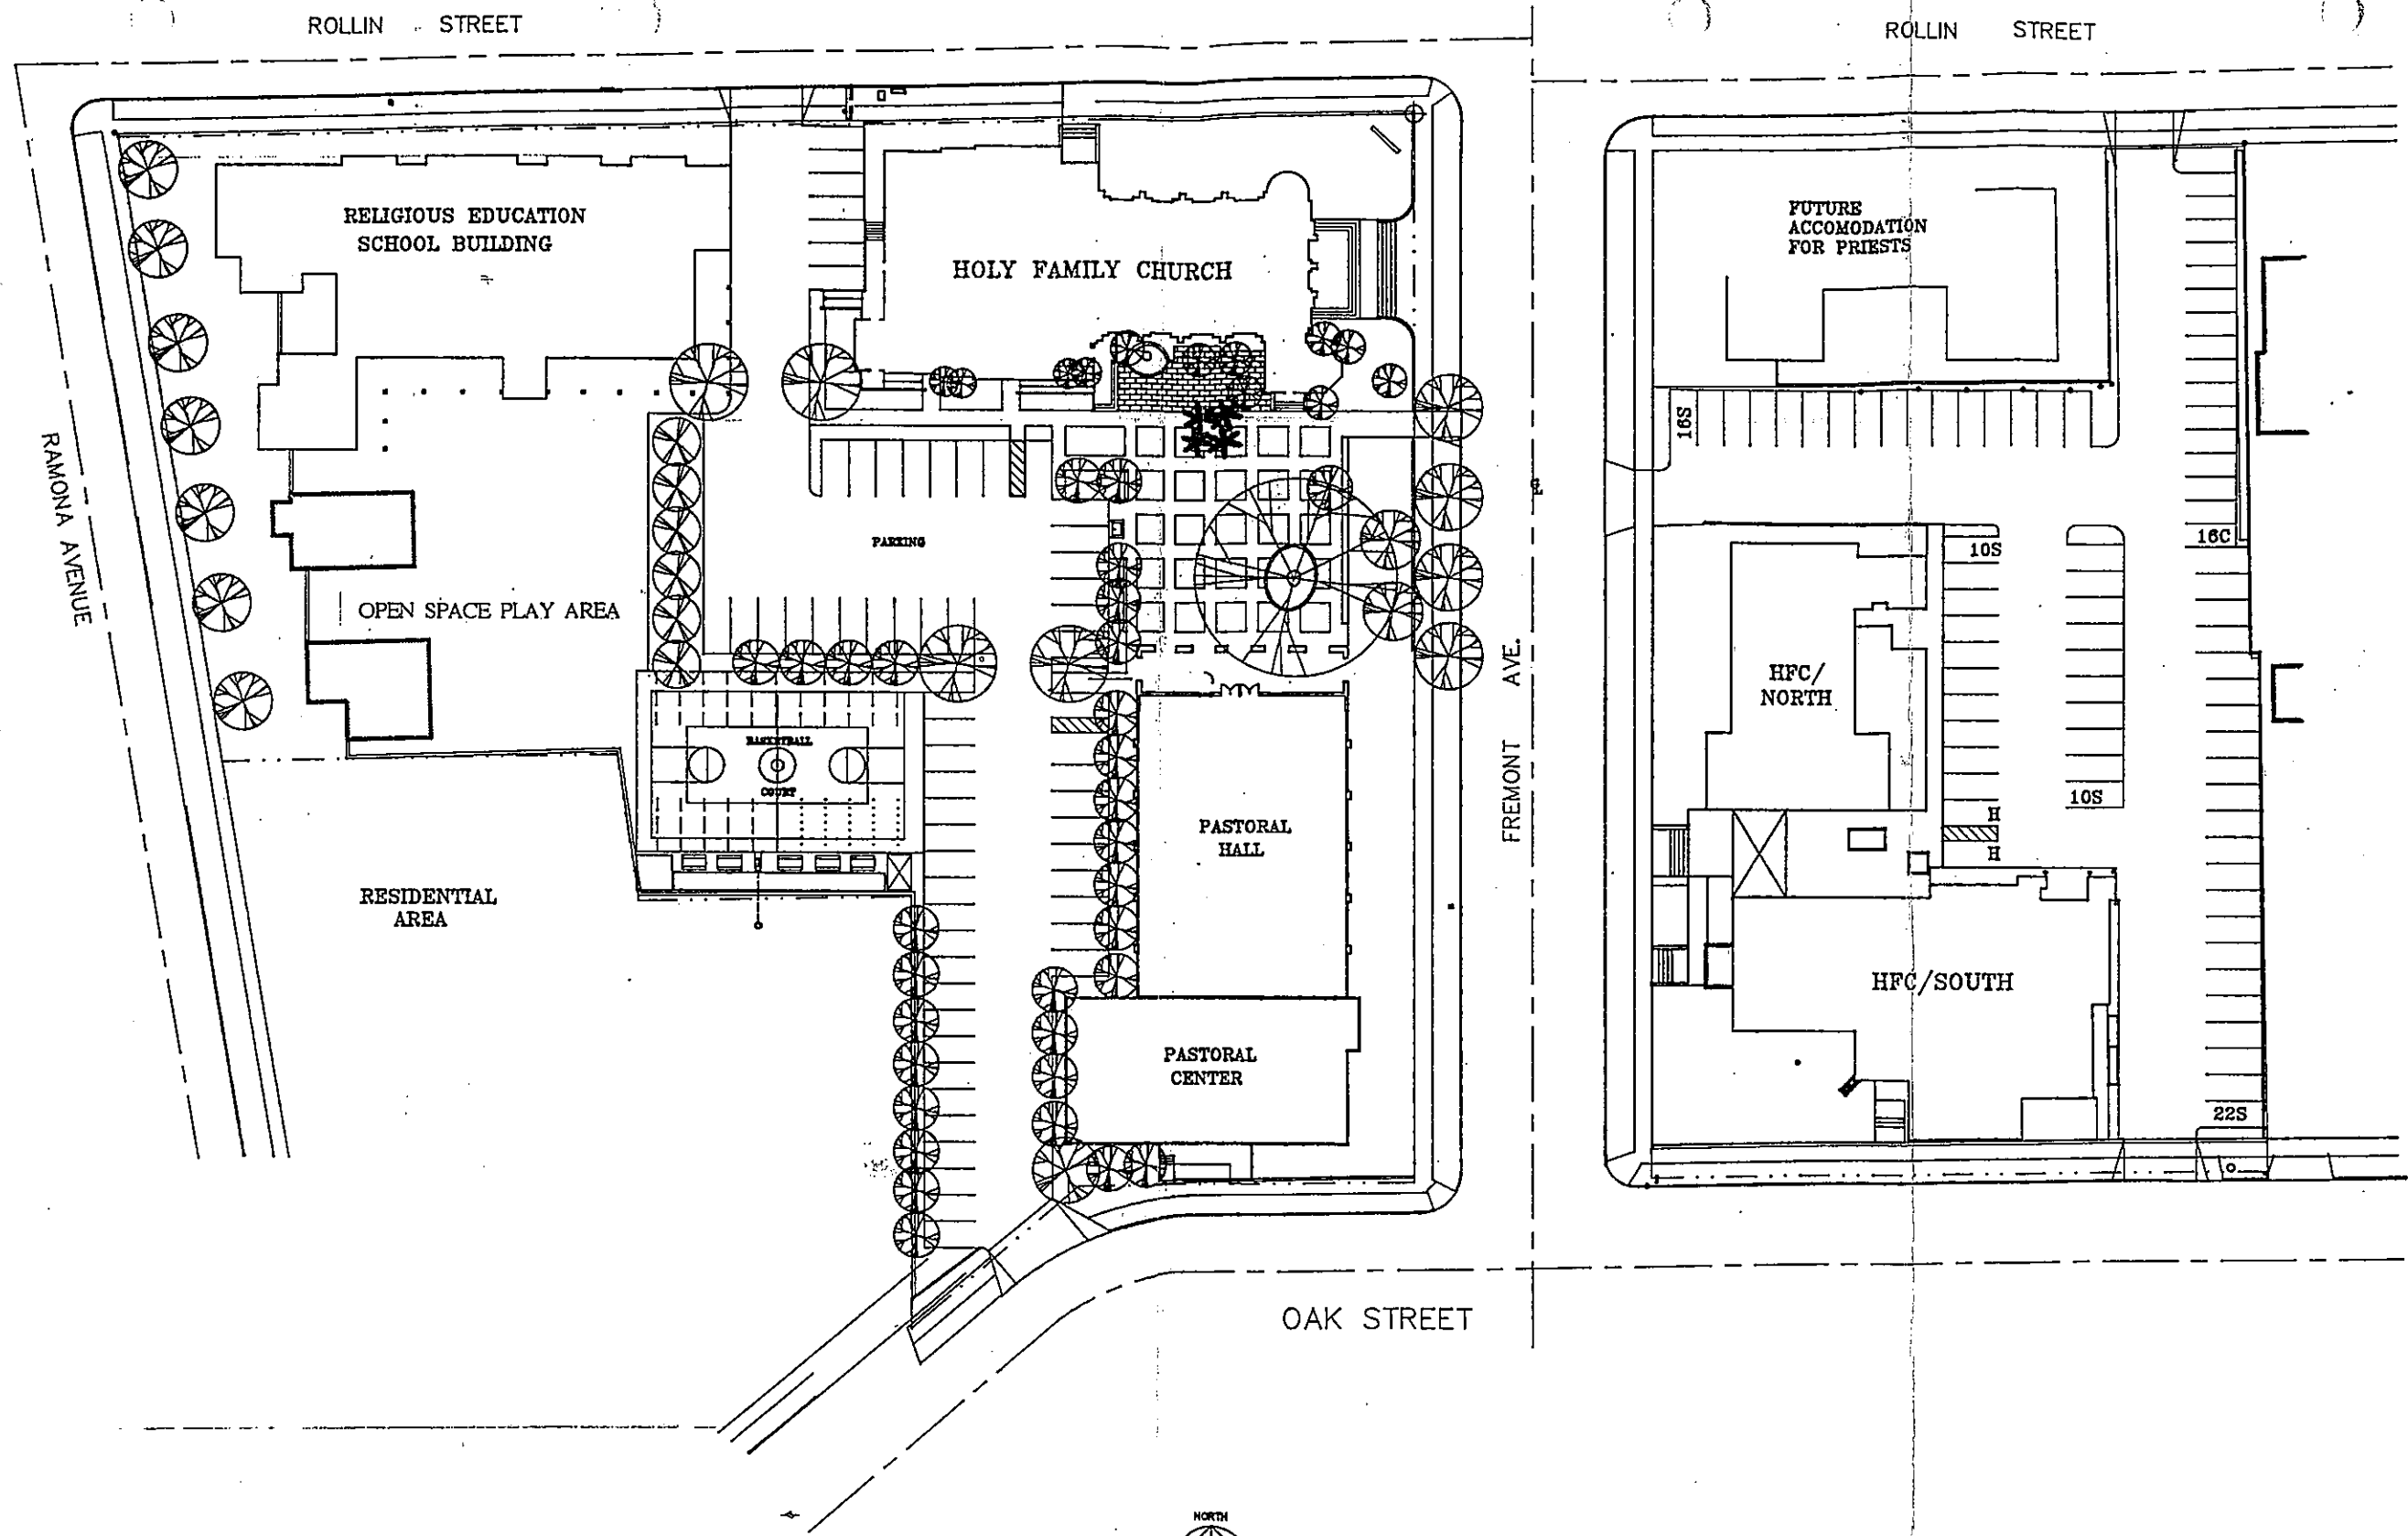 ROLLIN STREET
ROLLIN STREET
RELIGIOUS EDUCATION
SCHOOL BUILDING
HOLY FAMILY CHURCH
FUTURE
ACCOMODATION
FOR PRIESTS
16S
RAMONA AVENUE
PARKING
10S
16C
OPEN SPACE PLAY AREA
FREMONT AVE.
HFC/
NORTH
BASKETBALL
COURT
10S
H
H
PASTORAL
HALL
RESIDENTIAL
AREA
HFC/SOUTH
PASTORAL
CENTER
22S
OAK STREET
NORTH